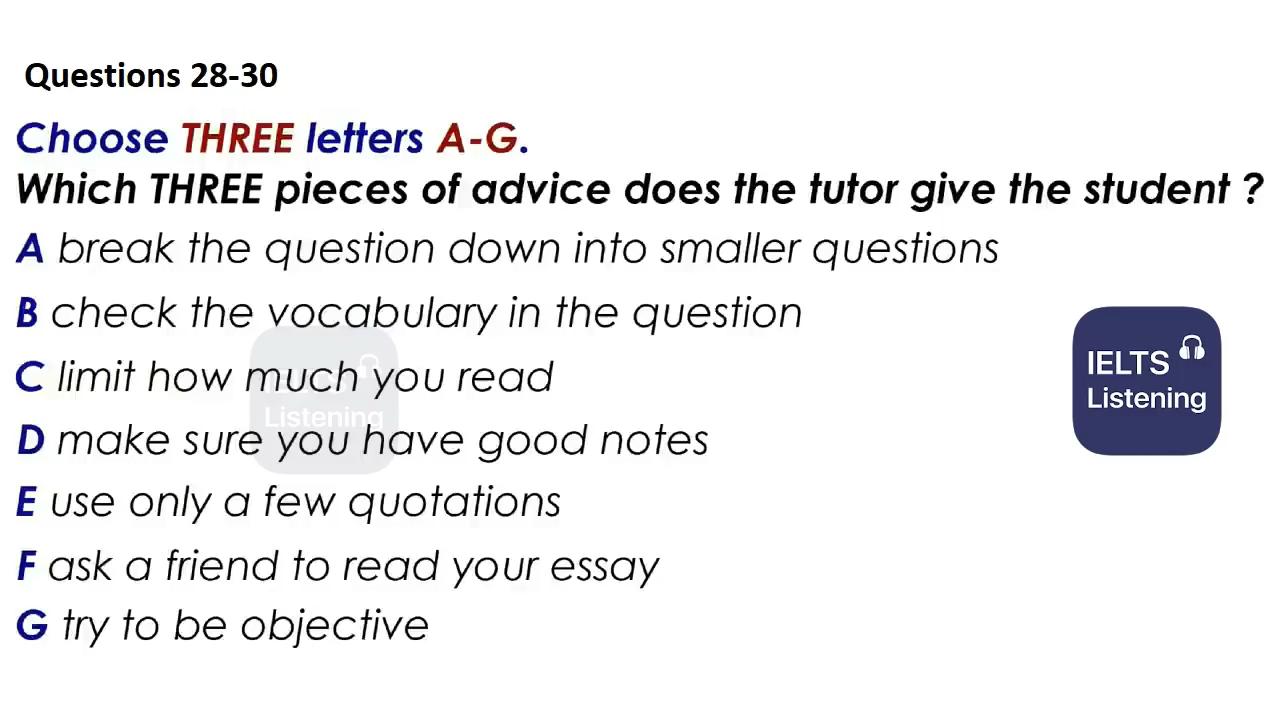 Questions 28-30
Choose THREE letters A-G.
Which THREE pieces of advice does the tutor give the student ?
A break the question down into smaller questions
B check the vocabulary in the question
C limit how much you read
D make sure you have good notes
E use only a few quotations
F ask a friend to read your essay
G try to be objective
IELTS
Listening
IELTS
Listening